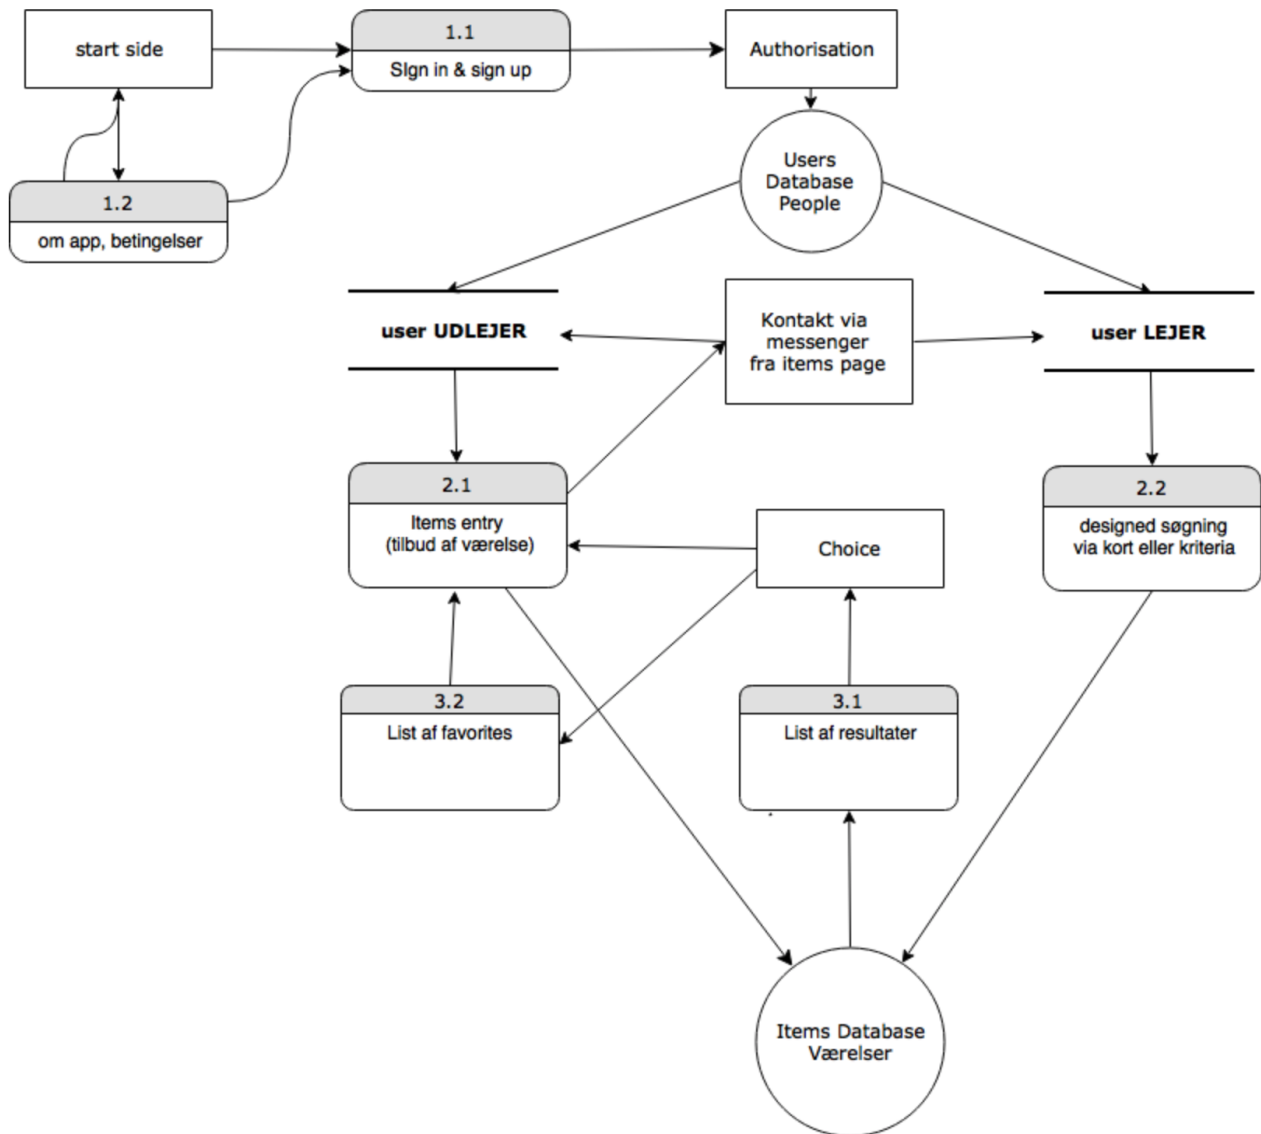 start side
1.1
SIgn in & sign up
Authorisation
1.2
om app, betingelser
Users
Database
People
user UDLEJER
Kontakt via
messenger
fra items page
user LEJER
2.1
Items entry
(tilbud af værelse)
2.2
designed søgning
via kort eller kriteria
Choice
3.2
List af favorites
3.1
List af resultater
Items Database
Værelser